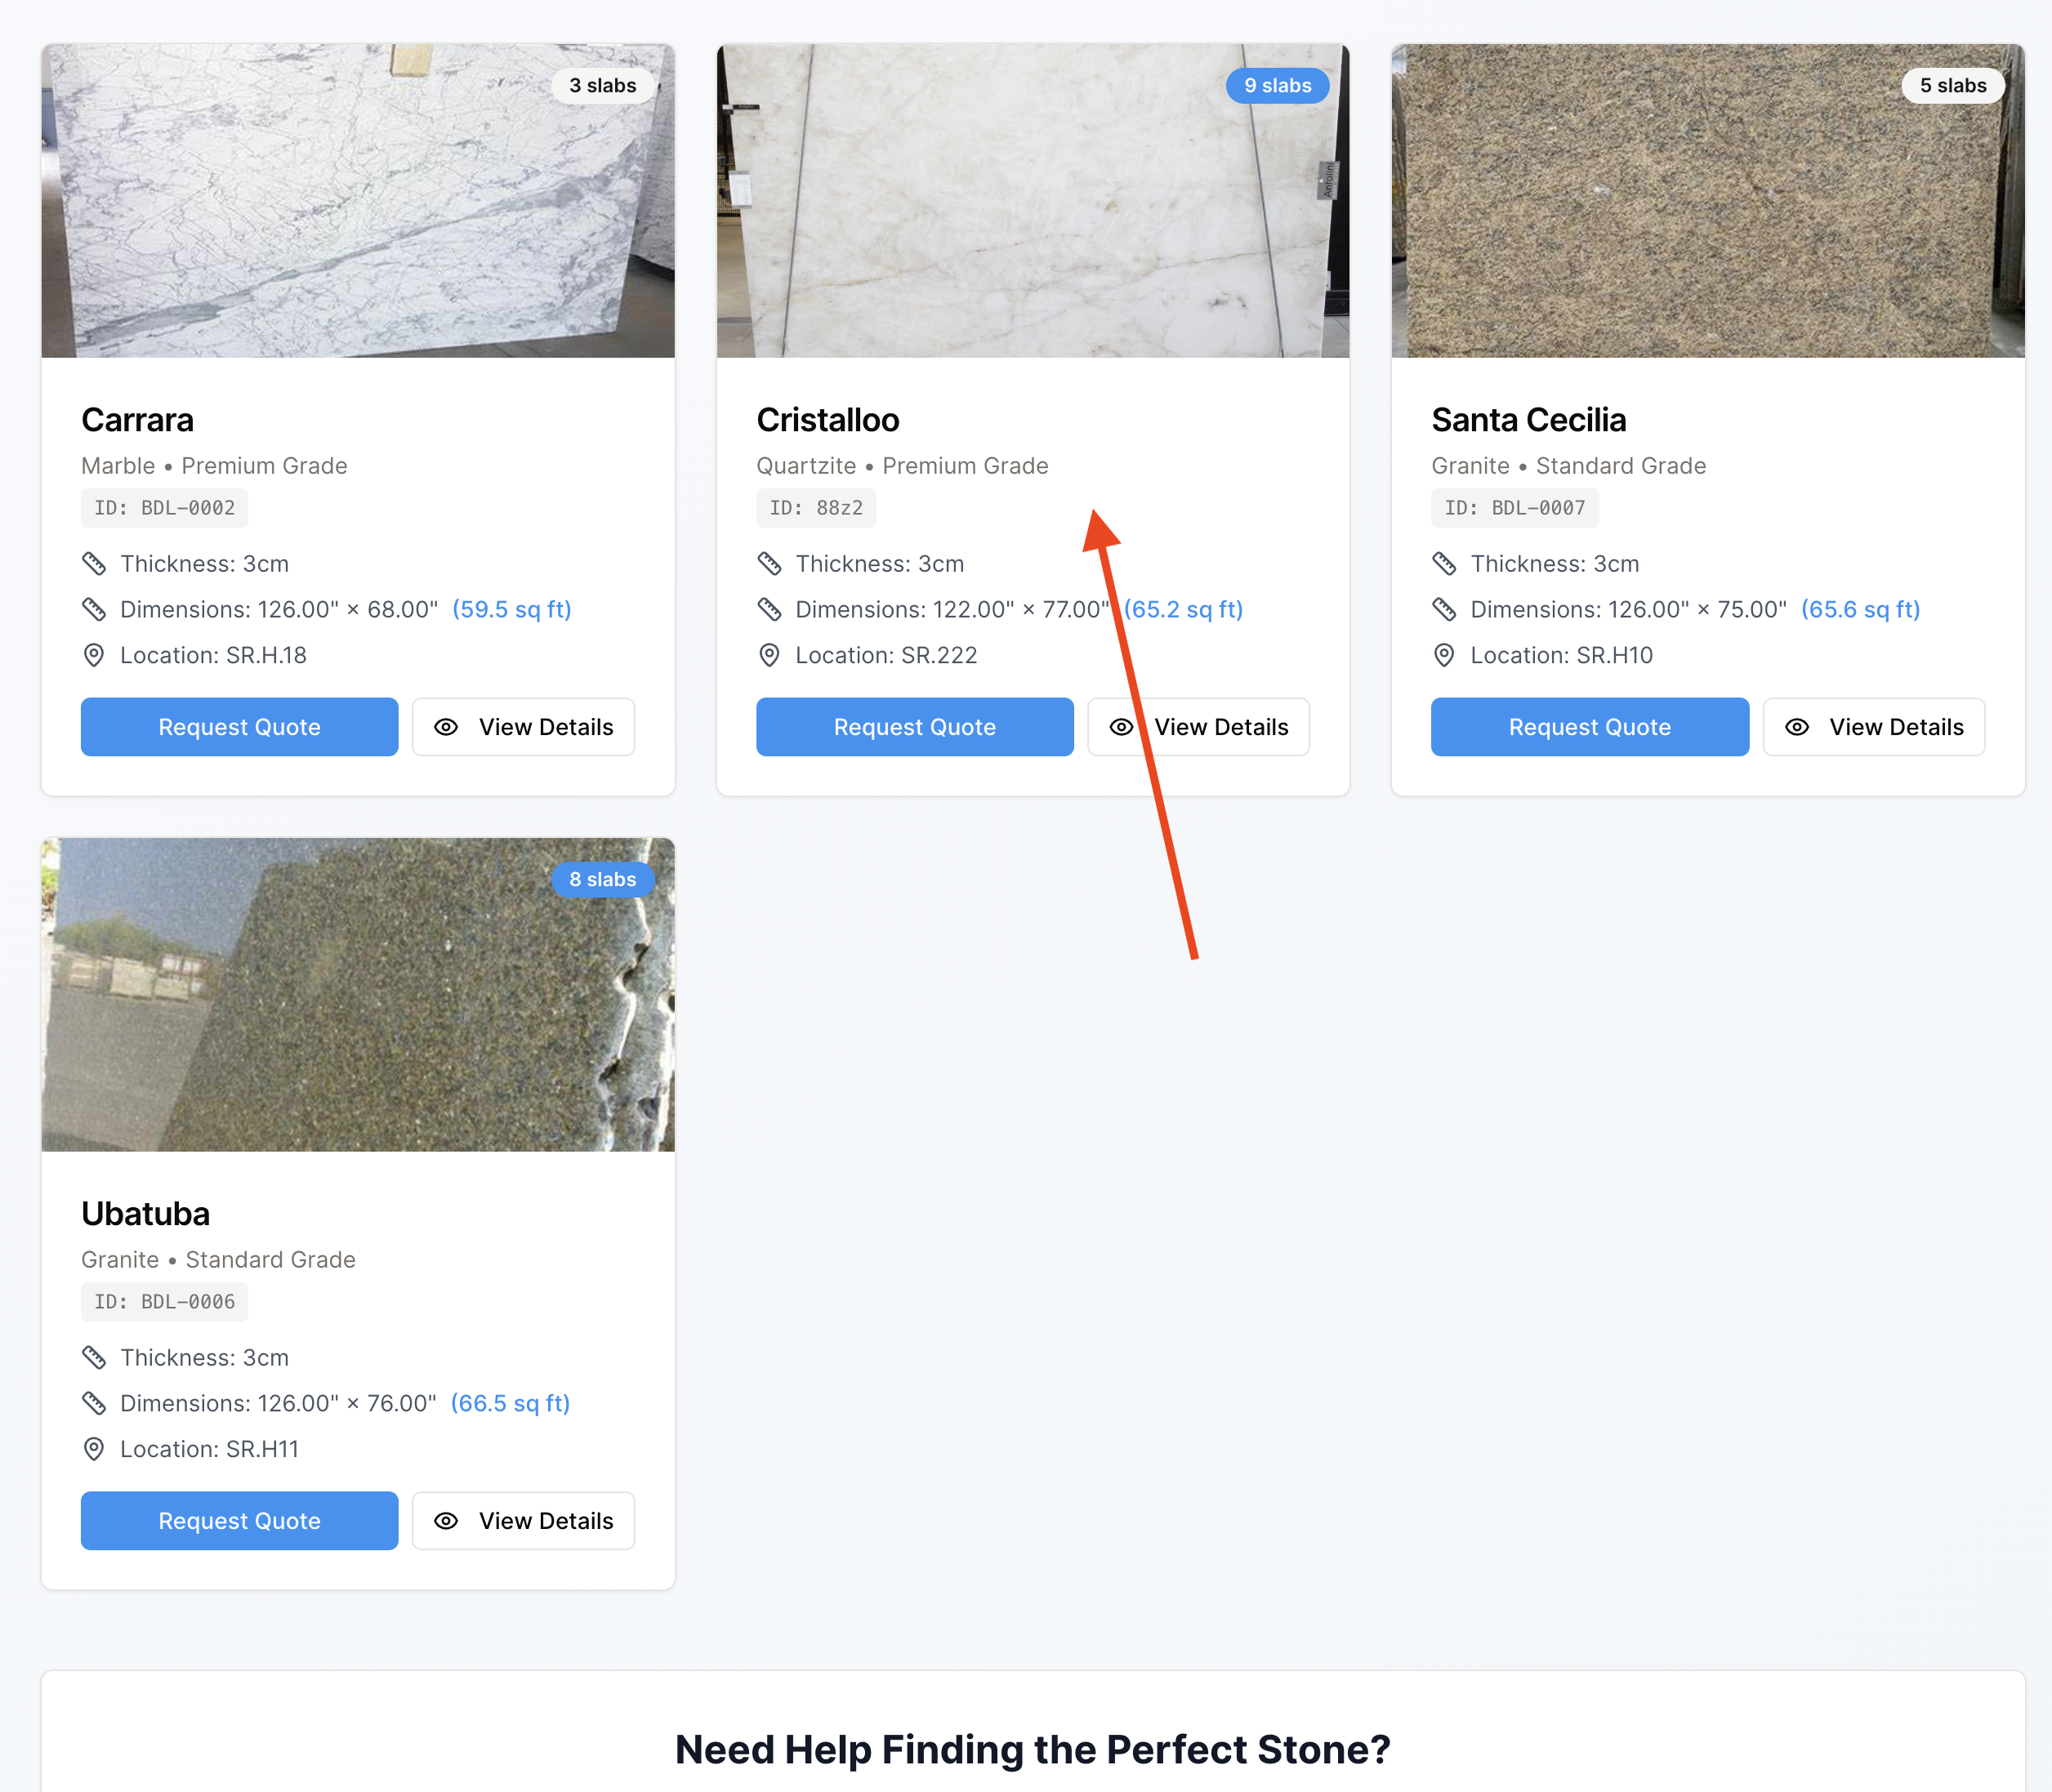 3 slabs
Carrara
Marble • Premium Grade
ID: BDL-0002
Thickness: 3cm
Dimensions: 126.00" × 68.00" (59.5 sq ft)
Location: SR.H.18
Request Quote
View Details
9 slabs
Antolini
Cristalloo
Quartzite • Premium Grade
ID: 88z2
Thickness: 3cm
Dimensions: 122.00" × 77.00" (65.2 sq ft)
Location: SR.222
Request Quote
View Details
5 slabs
Santa Cecilia
Granite • Standard Grade
ID: BDL-0007
Thickness: 3cm
Dimensions: 126.00" × 75.00" (65.6 sq ft)
Location: SR.H10
Request Quote
View Details
8 slabs
Ubatuba
Granite • Standard Grade
ID: BDL-0006
Thickness: 3cm
Dimensions: 126.00" × 76.00" (66.5 sq ft)
Location: SR.H11
Request Quote
View Details
Need Help Finding the Perfect Stone?